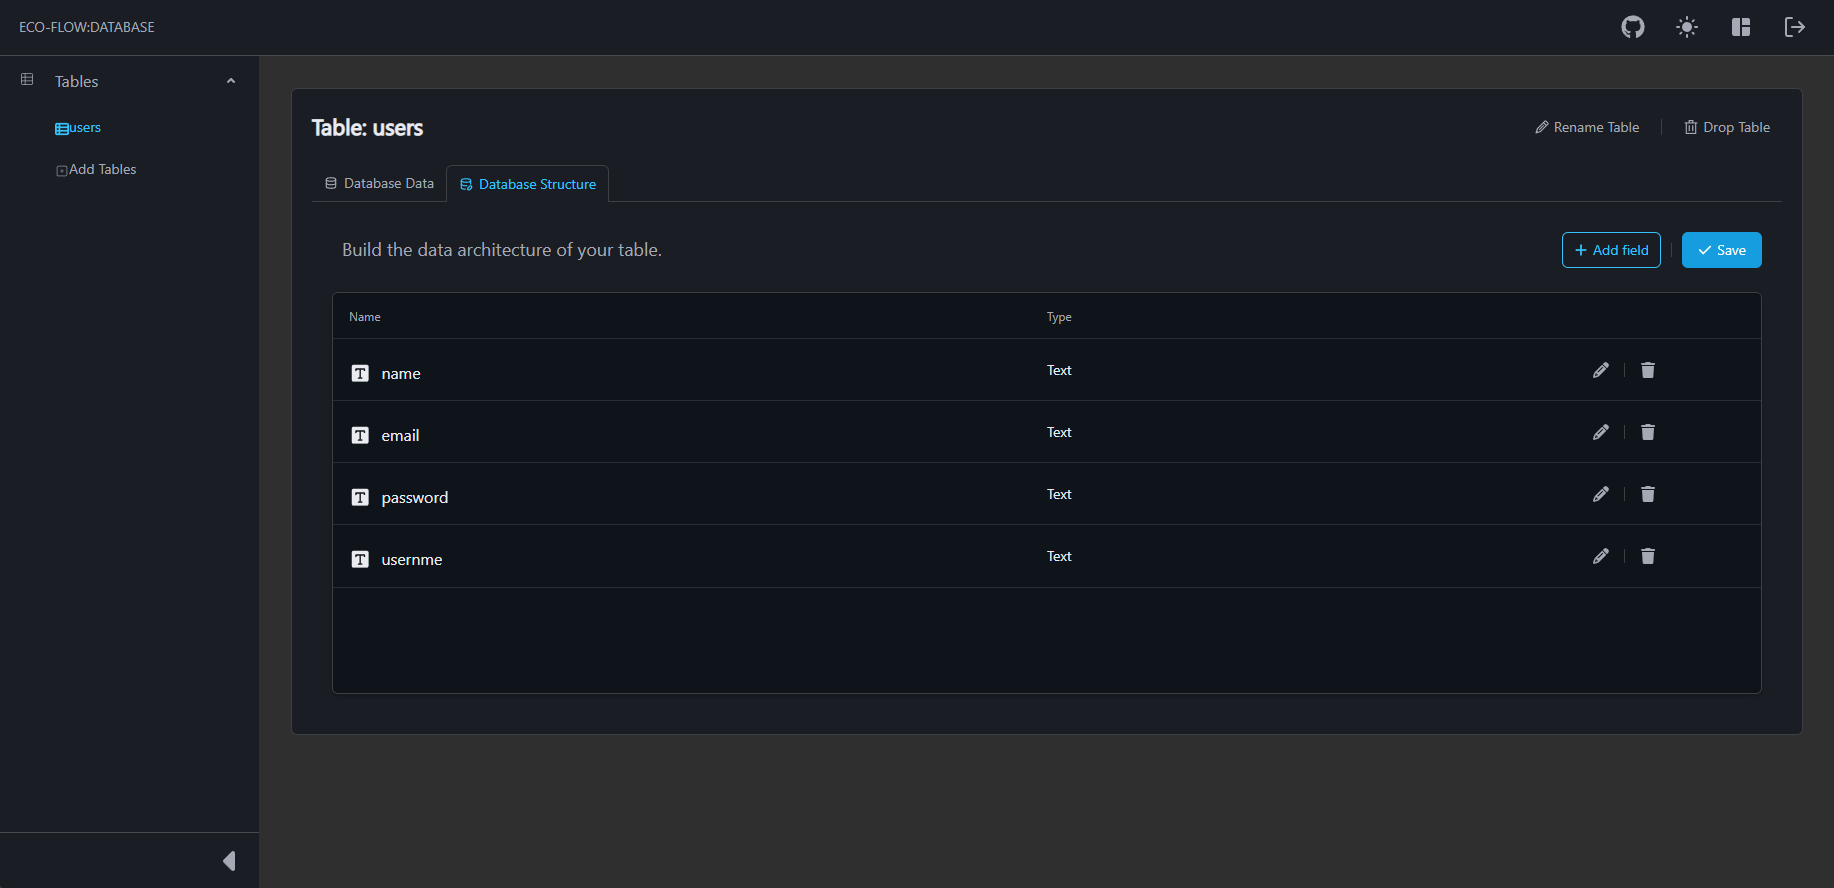 ECO-FLOW:DATABASE
Tables
users
Add Tables
Table: users
Rename Table
Drop Table
Database Data
Database Structure
Build the data architecture of your table.
Add field
Save
Name Type
name Text
email Text
password Text
usernme Text